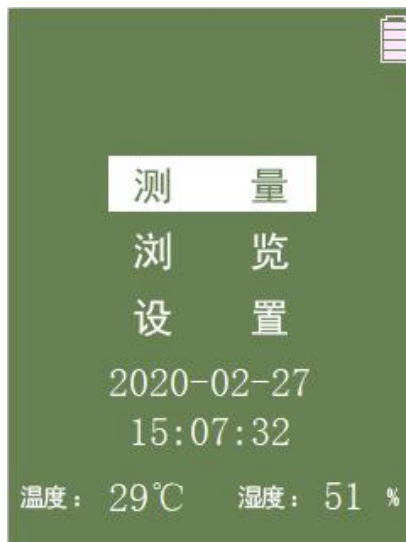 测 量
浏 览
设 置
2020-02-27
15:07:32
温度： 29℃ 湿度： 51 %